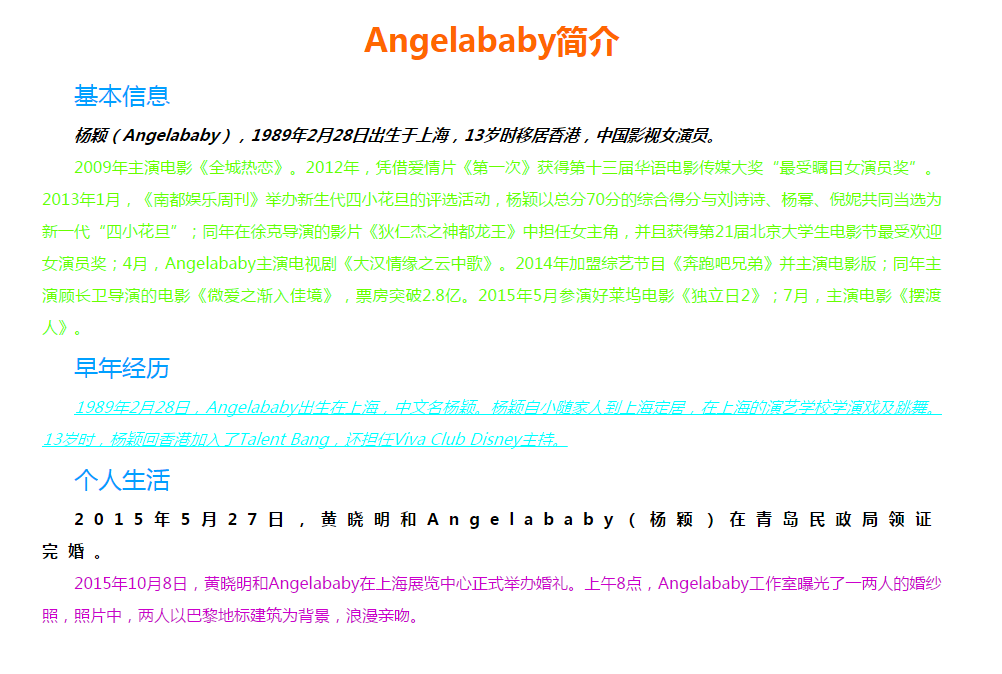 Angelababy简介
基本信息
杨颖（Angelababy），1989年2月28日出生于上海，13岁时移居香港，中国影视女演员。
2009年主演电影《全城热恋》。2012年，凭借爱情片《第一次》获得第十三届华语电影传媒大奖“最受瞩目女演员奖”。
2013年1月，《南都娱乐周刊》举办新生代四小花旦的评选活动，杨颖以总分70分的综合得分与刘诗诗、杨幂、倪妮共同当选为
新一代“四小花旦”；同年在徐克导演的影片《狄仁杰之神都龙王》中担任女主角，并且获得第21届北京大学生电影节最受欢迎
女演员奖；4月，Angelababy主演电视剧《大汉情缘之云中歌》。2014年加盟综艺节目《奔跑吧兄弟》并主演电影版；同年主
演顾长卫导演的电影《微爱之渐入佳境》，票房突破2.8亿。2015年5月参演好莱坞电影《独立日2》；7月，主演电影《摆渡
人》。
早年经历
1989年2月28日，Angelababy出生在上海，中文名杨颖。杨颖自小随家人到上海定居，在上海的演艺学校学演戏及跳舞。
13岁时，杨颖回香港加入了Talent Bang，还担任Viva Club Disney主持。
个人生活
2015年5月27日，黄晓明和Angelababy（杨颖）在青岛民政局领证
完婚。
2015年10月8日，黄晓明和Angelababy在上海展览中心正式举办婚礼。上午8点，Angelababy工作室曝光了一两人的婚纱
照，照片中，两人以巴黎地标建筑为背景，浪漫亲吻。